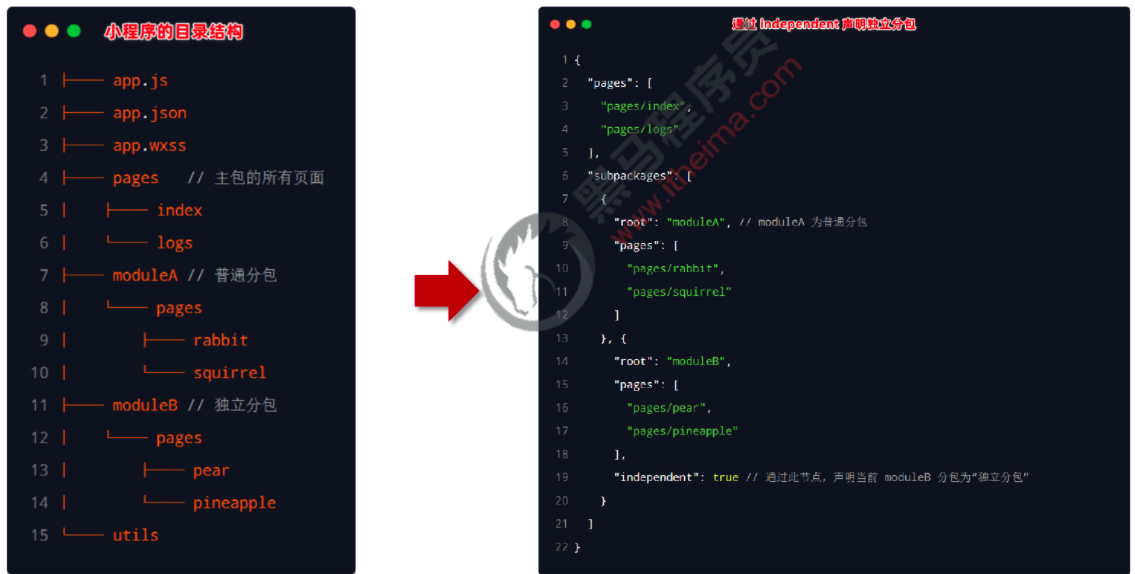 小程序的目录结构
1 ├── app.js
2 ├── app.json
3 ├── app.wxss
4 ├── pages // 主包的所有页面
5 │ ├── index
6 │ └── logs
7 ├── moduleA // 普通分包
8 │ └── pages
9 │ ├── rabbit
10 │ └── squirrel
11 ├── moduleB // 独立分包
12 │ └── pages
13 │ ├── pear
14 │ └── pineapple
15 └── utils
通过 independent 声明独立分包
1 {
2 "pages": [
3 "pages/index",
4 "pages/logs"
5 ],
6 "subpackages": [
7 {
8 "root": "moduleA", // moduleA 为普通分包
9 "pages": [
10 "pages/rabbit",
11 "pages/squirrel"
12 ]
13 }, {
14 "root": "moduleB",
15 "pages": [
16 "pages/pear",
17 "pages/pineapple"
18 ],
19 "independent": true // 通过此节点，声明当前 moduleB 分包为“独立分包”
20 }
21 ]
22 }
黑马程序员
www.itheima.com